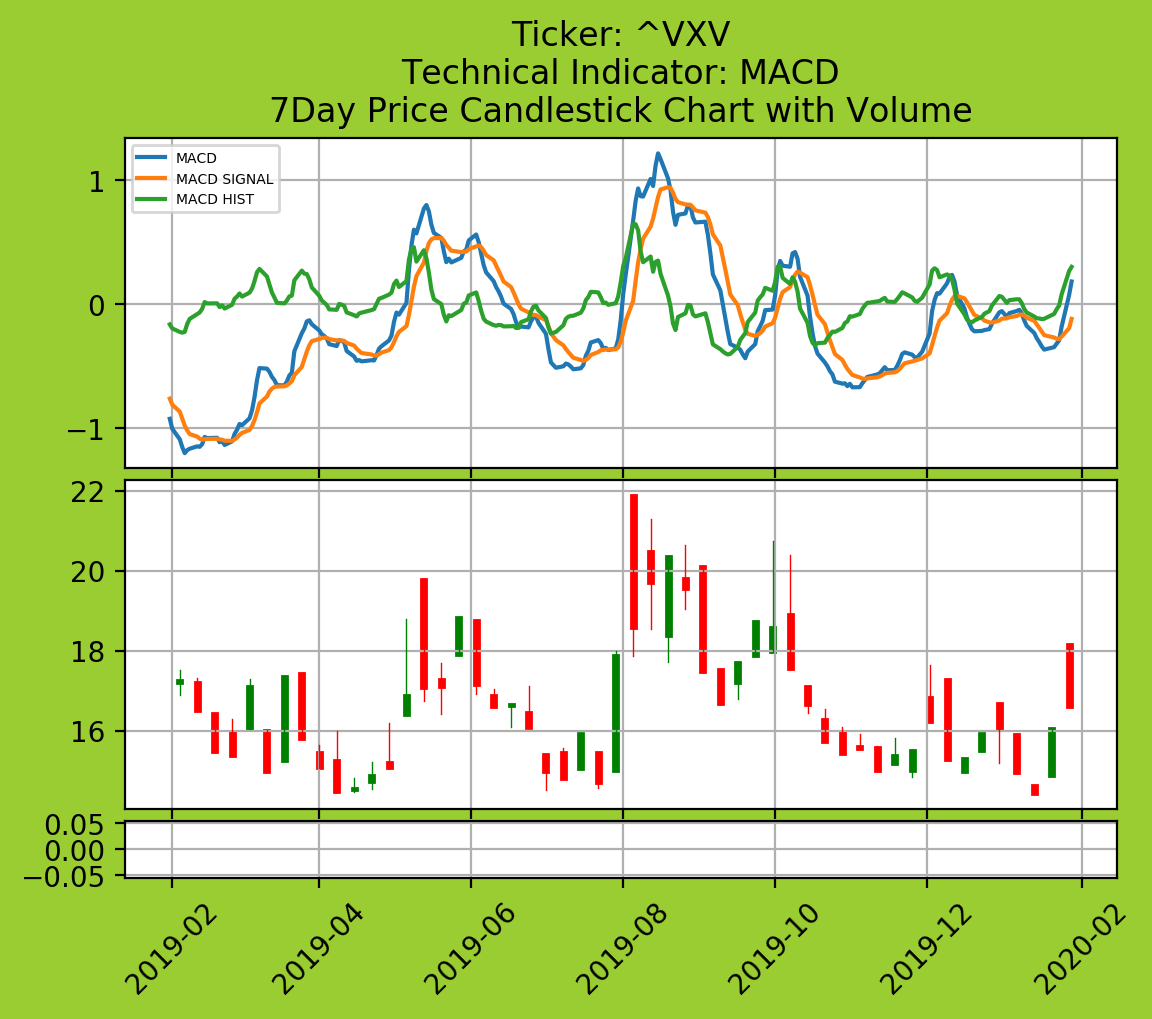 Ticker: ^VXV
Technical Indicator: MACD
7Day Price Candlestick Chart with Volume
MACD
MACD SIGNAL
MACD HIST
1
0
−1
22
20
18
16
0.05
0.00
−0.05
2019-02
2019-04
2019-06
2019-08
2019-10
2019-12
2020-02